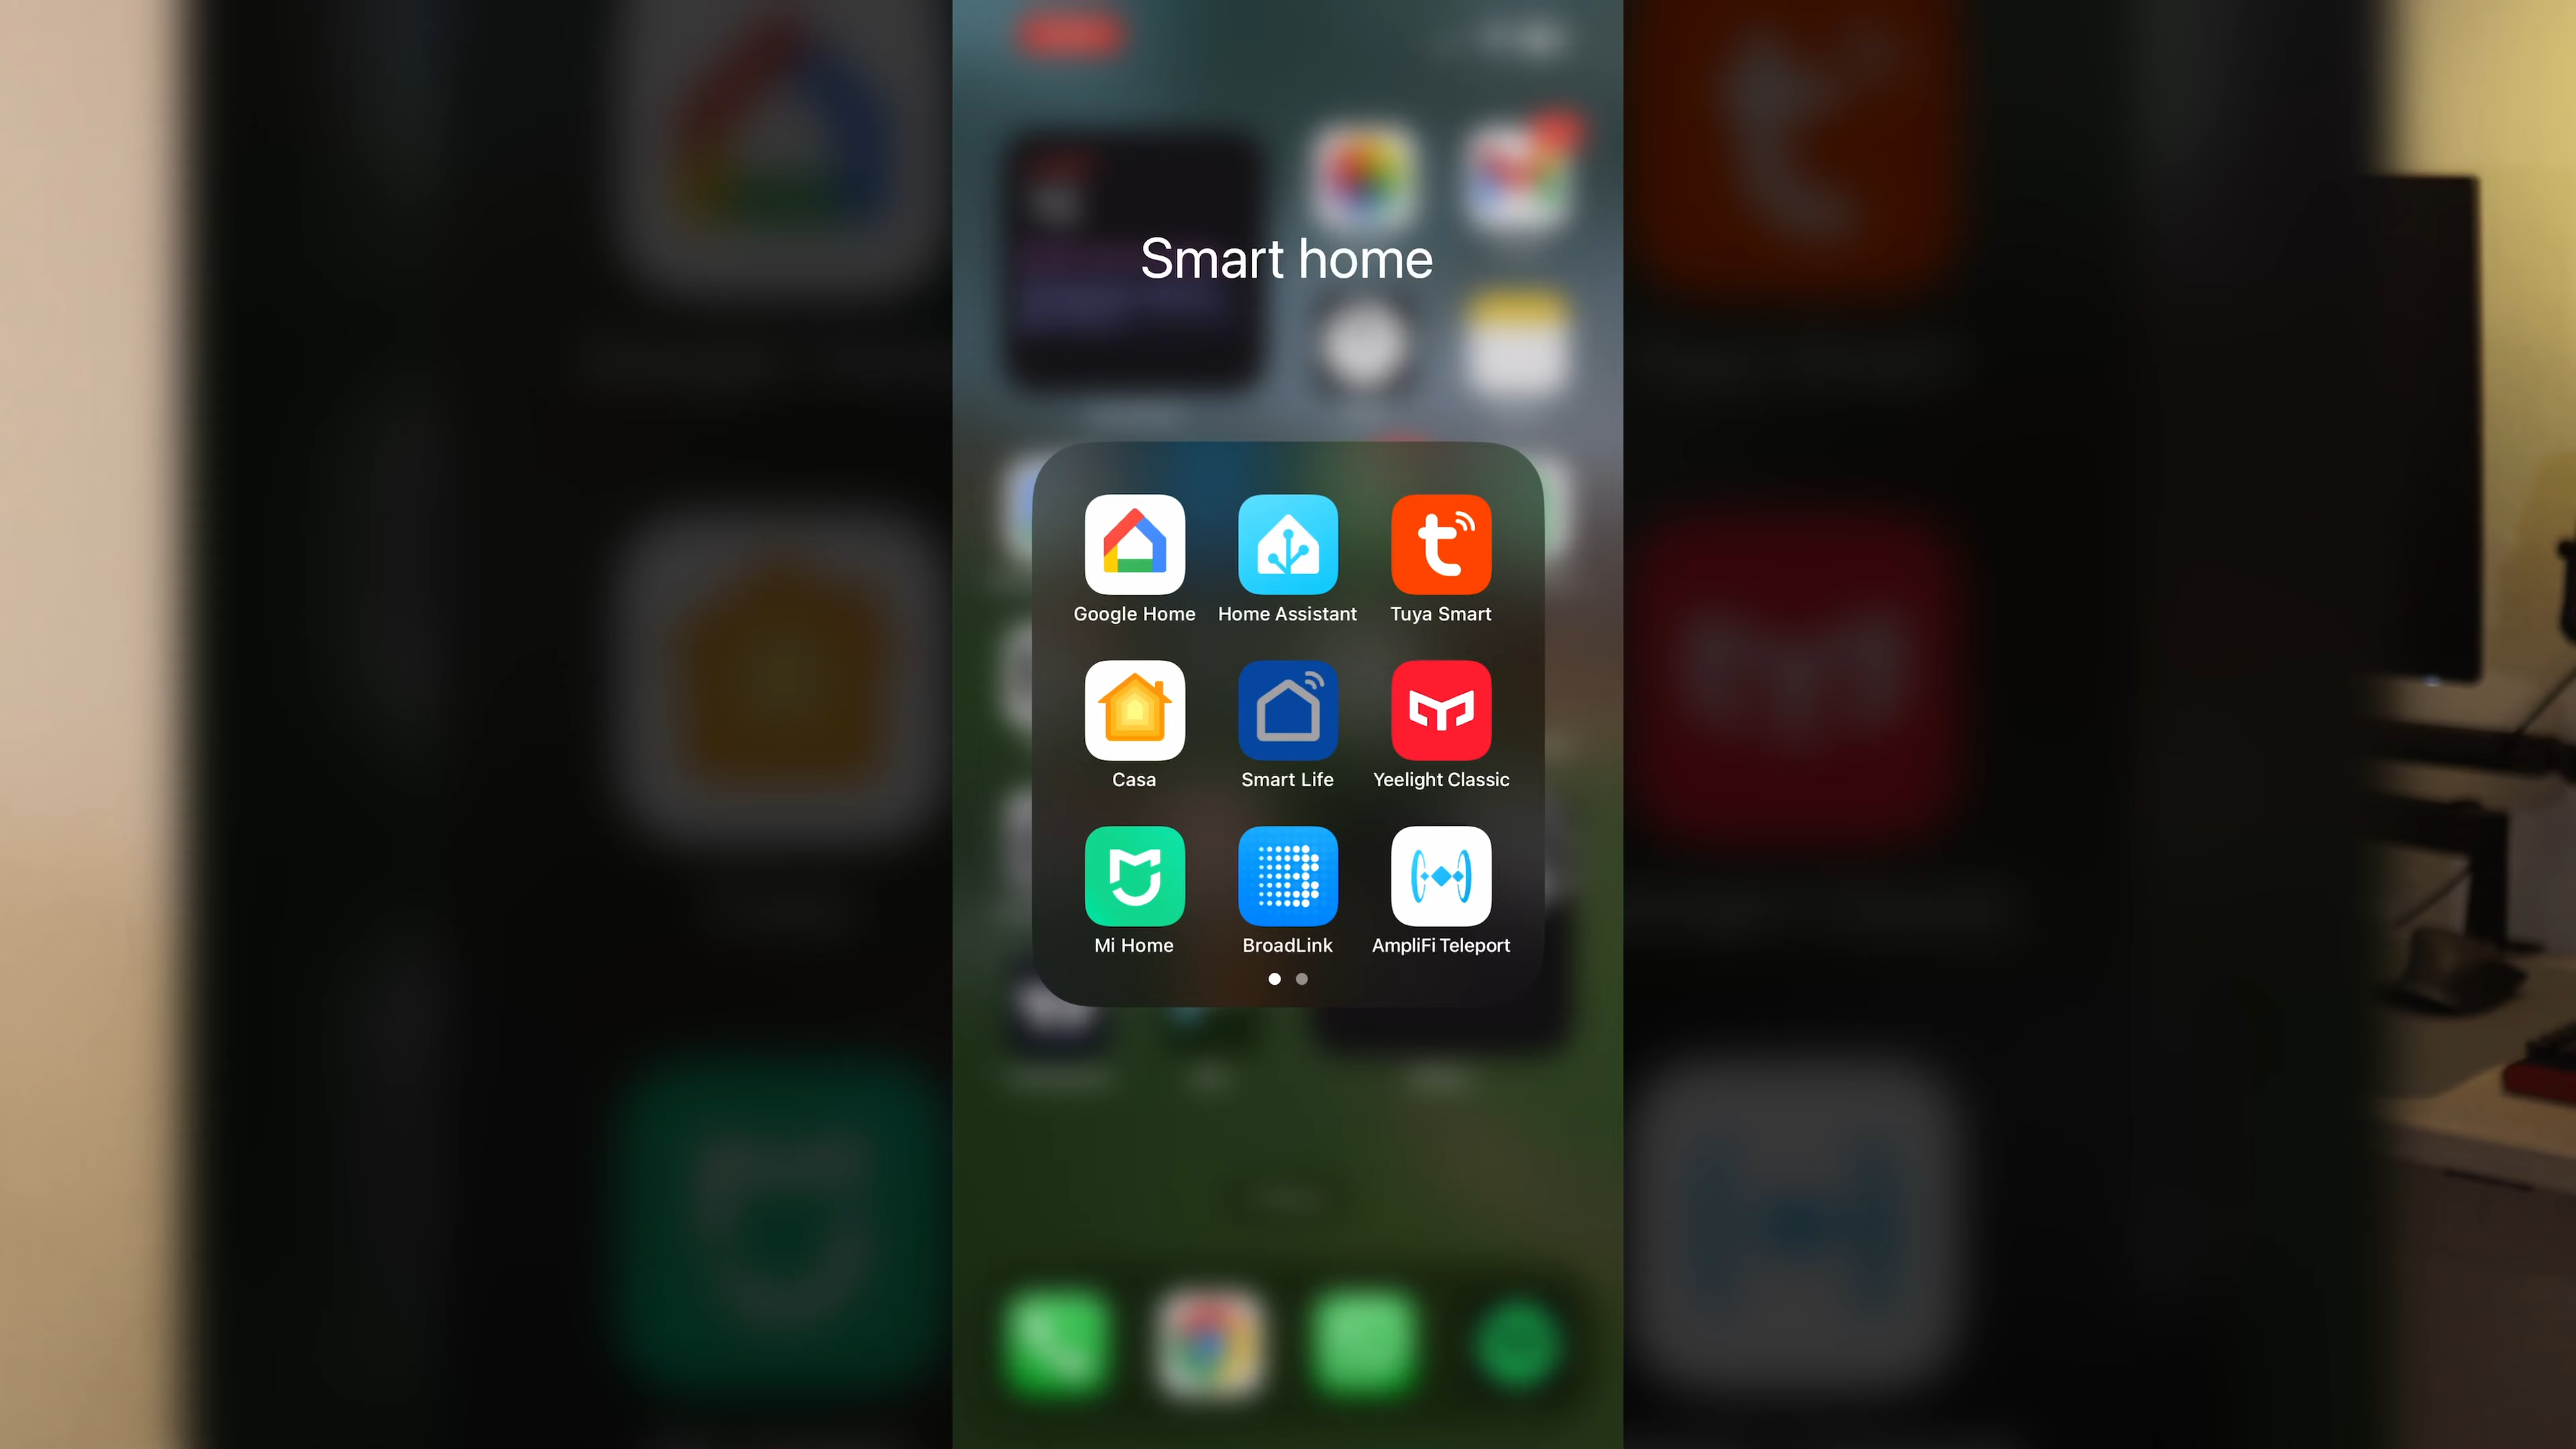 Smart home
Google Home Home Assistant Tuya Smart
Casa Smart Life Yeelight Classic
Mi Home BroadLink AmpliFi Teleport